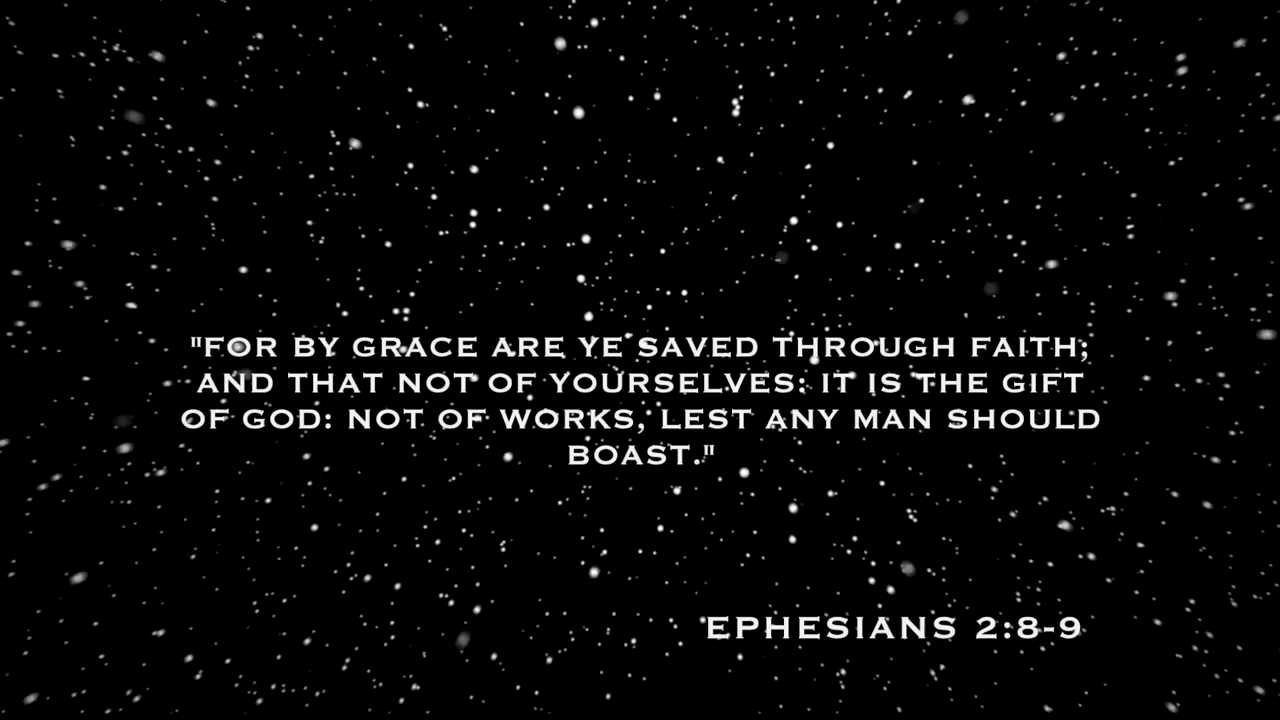 "FOR BY GRACE ARE YE SAVED THROUGH FAITH;
AND THAT NOT OF YOURSELVES: IT IS THE GIFT
OF GOD: NOT OF WORKS, LEST ANY MAN SHOULD
BOAST."
EPHESIANS 2:8-9